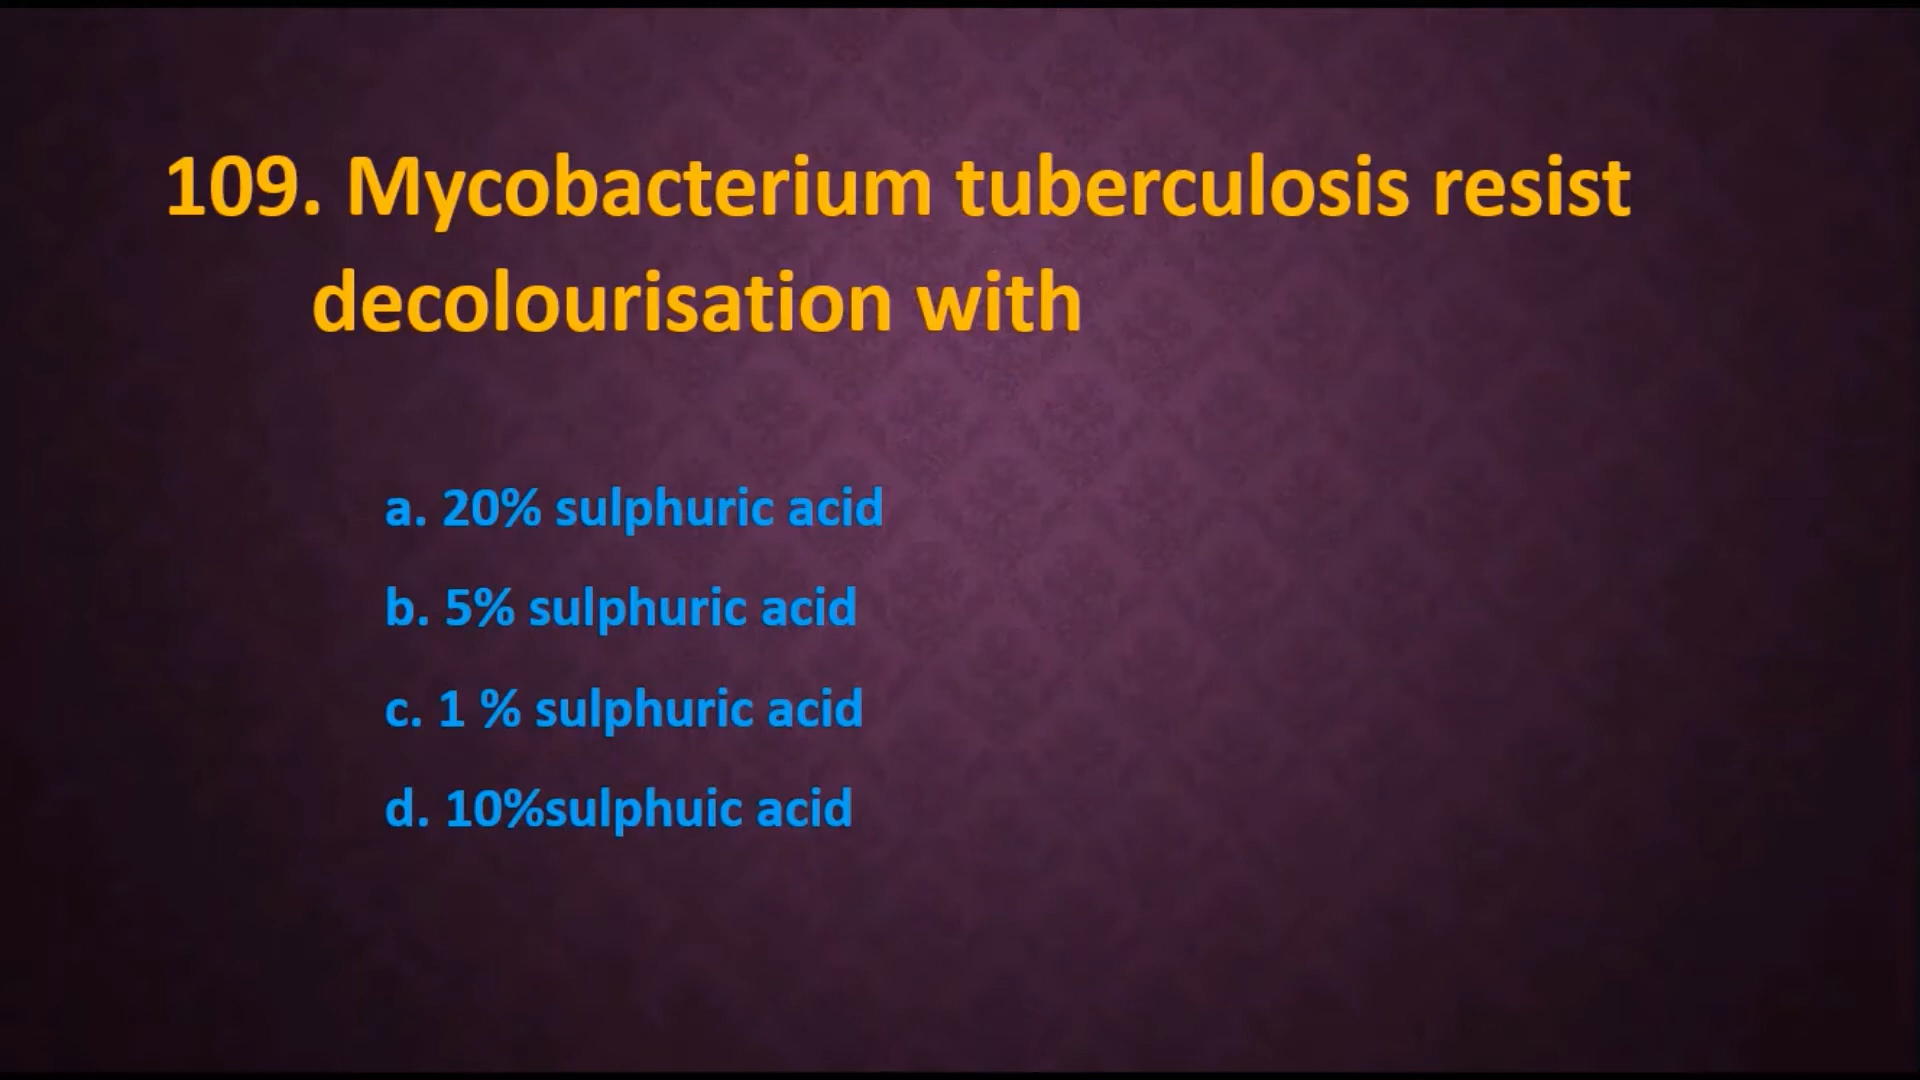 109. Mycobacterium tuberculosis resist
decolourisation with
a. 20% sulphuric acid
b. 5% sulphuric acid
c. 1 % sulphuric acid
d. 10%sulphuic acid